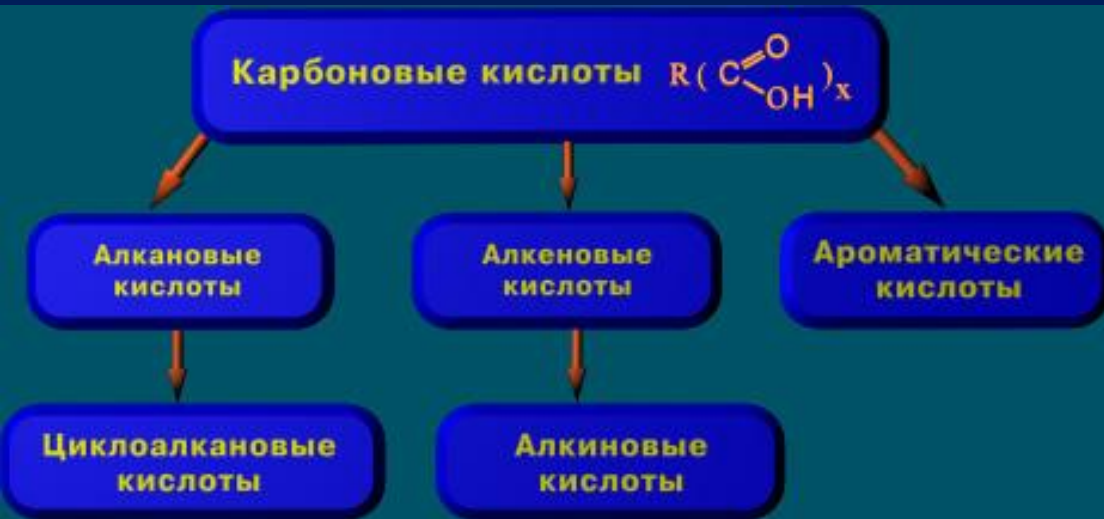 Карбоновые кислоты R(C=O OH)x
Алкановые
кислоты
Алкеновые
кислоты
Ароматические
кислоты
Циклоалкановые
кислоты
Алкиновые
кислоты